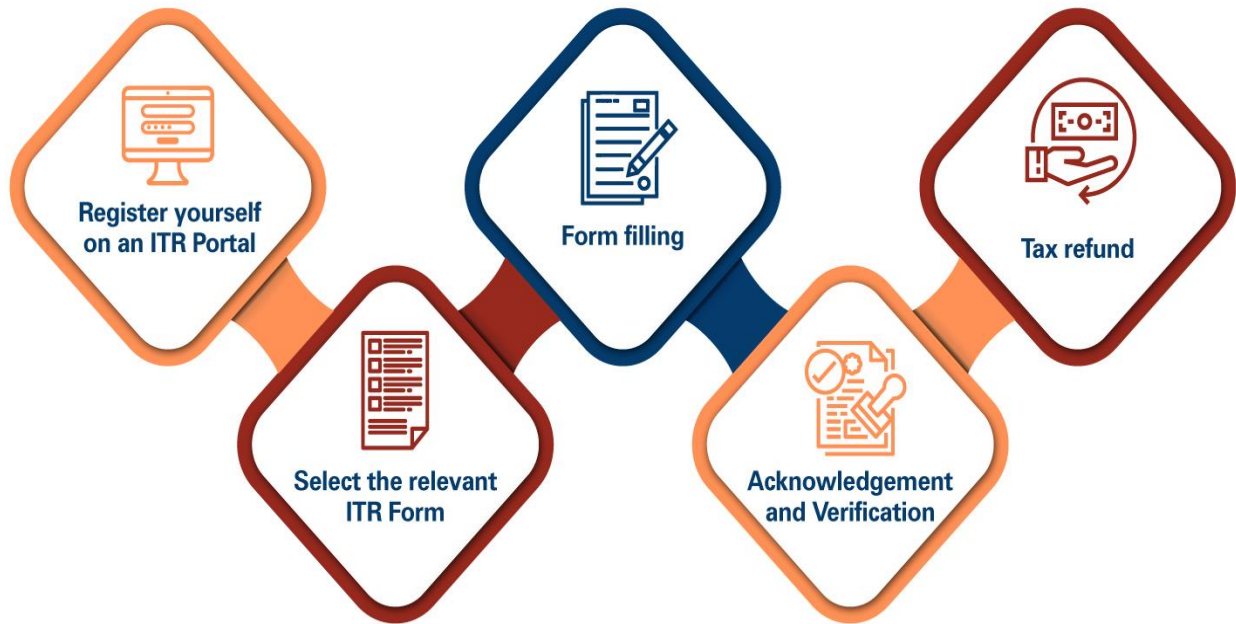 Register yourself
on an ITR Portal
Select the relevant
ITR Form
Form filling
Acknowledgement
and Verification
Tax refund